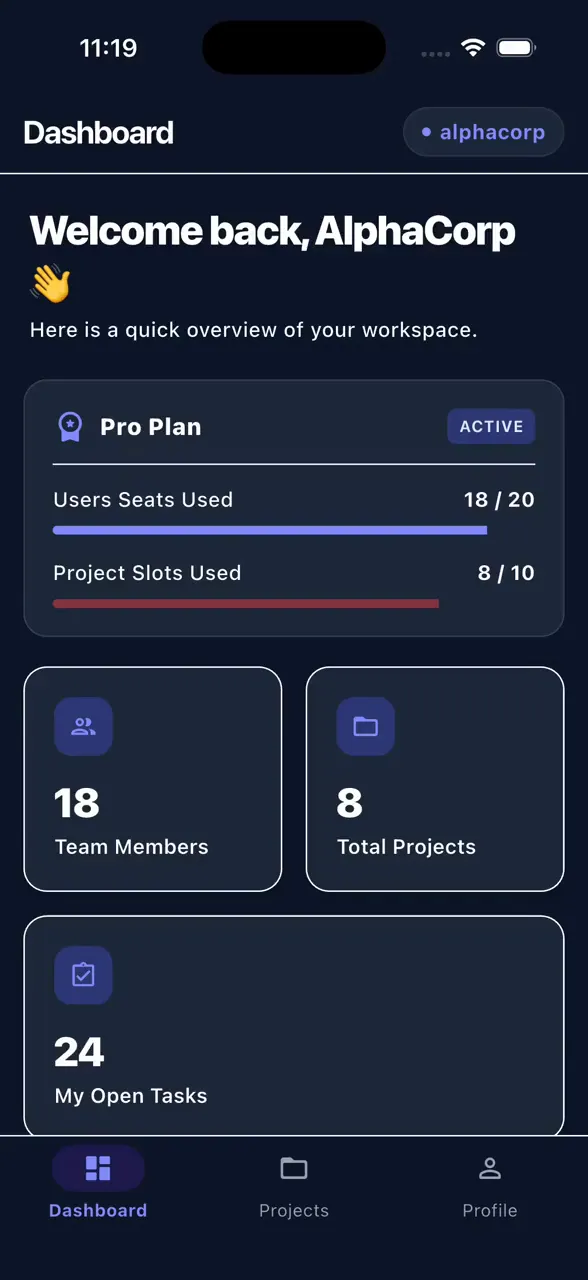 11:19
Dashboard
alphacorp
Welcome back, AlphaCorp
👋
Here is a quick overview of your workspace.
Pro Plan
ACTIVE
Users Seats Used
18 / 20
Project Slots Used
8 / 10
18
Team Members
8
Total Projects
24
My Open Tasks
Dashboard
Projects
Profile